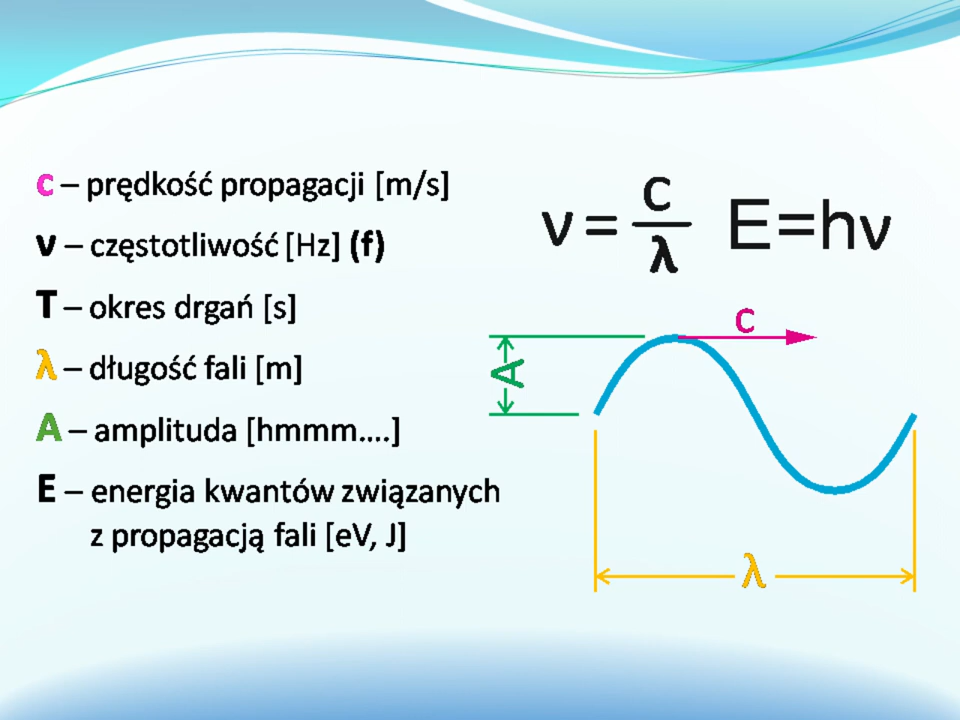 c – prędkość propagacji [m/s]
ν – częstotliwość [Hz] (f)
T – okres drgań [s]
λ – długość fali [m]
A – amplituda [hmmm....]
E – energia kwantów związanych
z propagacją fali [eV, J]
ν = c/λ E=hν
c
A
λ